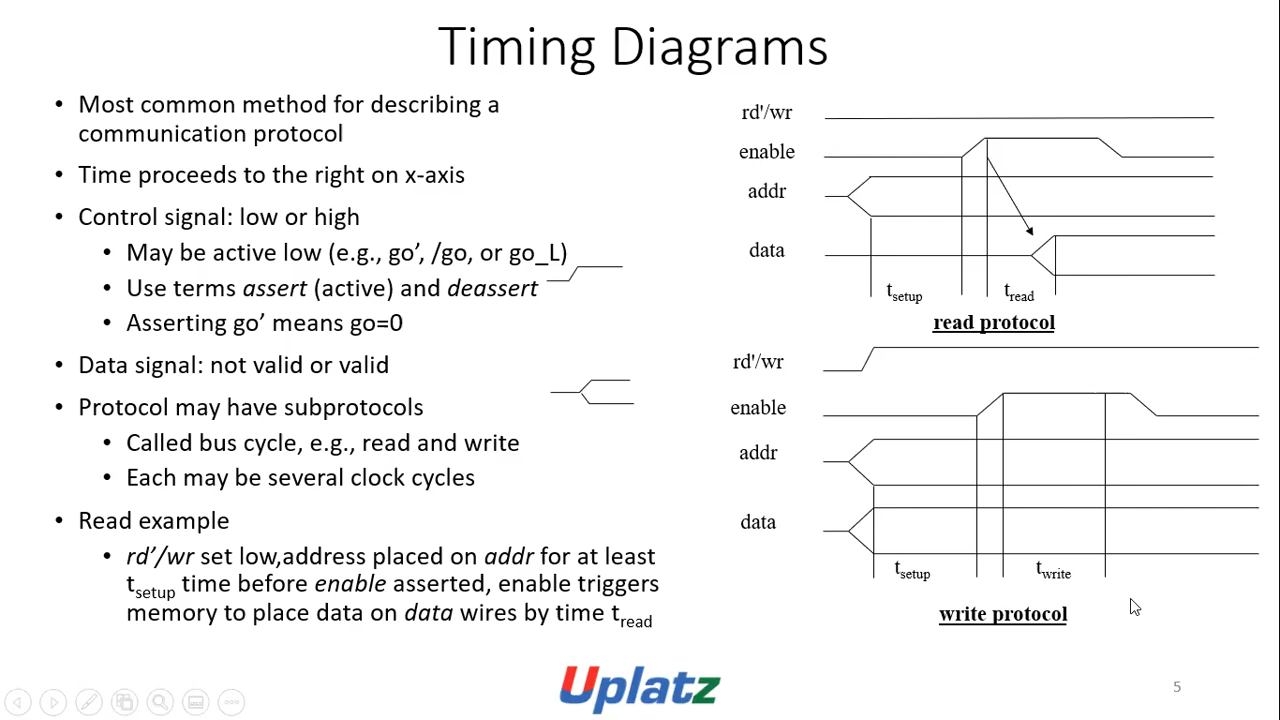 Timing Diagrams
• Most common method for describing a
communication protocol
• Time proceeds to the right on x-axis
• Control signal: low or high
• May be active low (e.g., go’, /go, or go_L)
• Use terms assert (active) and deassert
• Asserting go’ means go=0
• Data signal: not valid or valid
• Protocol may have subprotocols
• Called bus cycle, e.g., read and write
• Each may be several clock cycles
• Read example
• rd’/wr set low,address placed on addr for at least
tsetup time before enable asserted, enable triggers
memory to place data on data wires by time tread
rd'/wr
enable
addr
data
tsetup tread
read protocol
rd'/wr
enable
addr
data
tsetup twrite
write protocol
Uplatz
5